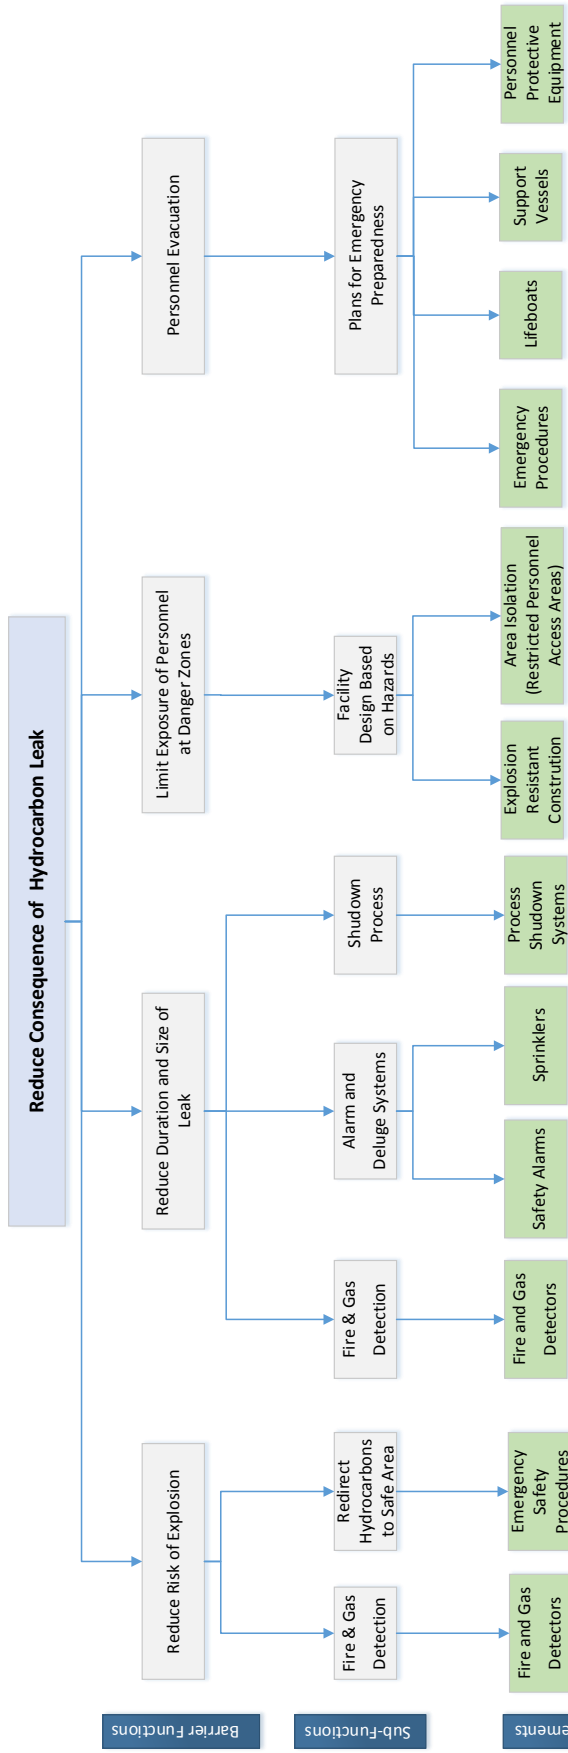 Reduce Consequence of Hydrocarbon Leak
Barrier Functions
Reduce Risk of Explosion
Reduce Duration and Size of
Leak
Limit Exposure of Personnel
at Danger Zones
Personnel Evacuation
Sub-Functions
Fire & Gas
Detection
Redirect
Hydrocarbons
to Safe Area
Fire & Gas
Detection
Alarm and
Deluge Systems
Shudown
Process
Facility
Design Based
on Hazards
Plans for Emergency
Preparedness
ements
Fire and Gas
Detectors
Emergency
Safety
Procedures
Fire and Gas
Detectors
Safety Alarms
Sprinklers
Process
Shudown
Systems
Explosion
Resistant
Constrution
Area Isolation
(Restricted Personnel
Access Areas)
Emergency
Procedures
Lifeboats
Support
Vessels
Personnel
Protective
Equipment